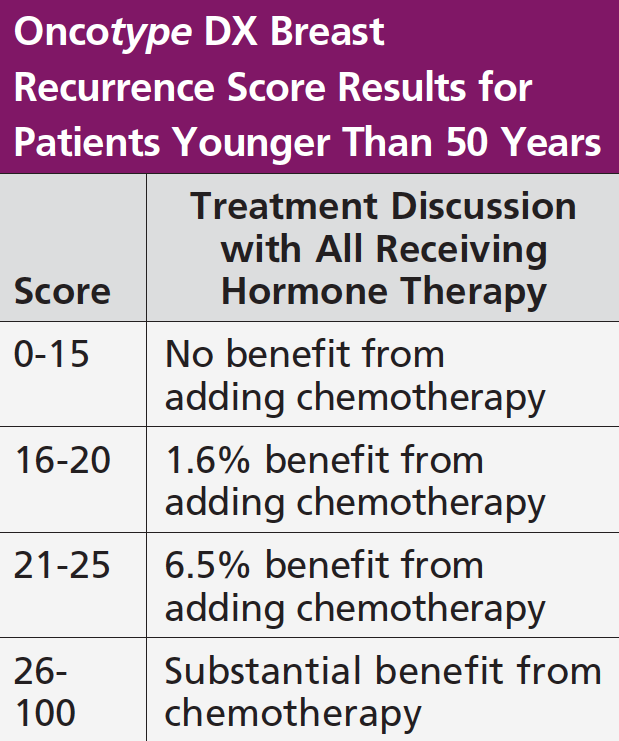 Oncotype DX Breast
Recurrence Score Results for
Patients Younger Than 50 Years
Score
Treatment Discussion
with All Receiving
Hormone Therapy
0-15
No benefit from
adding chemotherapy
16-20
1.6% benefit from
adding chemotherapy
21-25
6.5% benefit from
adding chemotherapy
26-
100
Substantial benefit from
chemotherapy